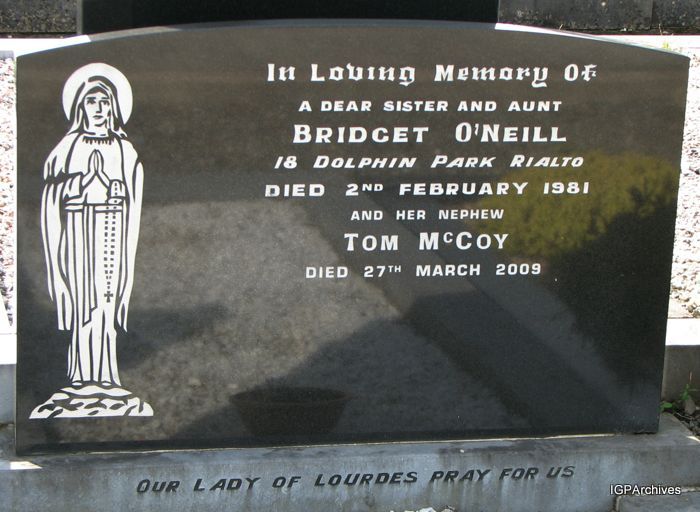 IGPArchives
In Loving Memory Of
A DEAR SISTER AND AUNT
BRIDGET O'NEILL
18 DOLPHIN PARK RIALTO
DIED 2ND FEBRUARY 1981
AND HER NEPHEW
TOM McCOY
DIED 27TH MARCH 2009
OUR LADY OF LOURDES PRAY FOR US
IGPArchives